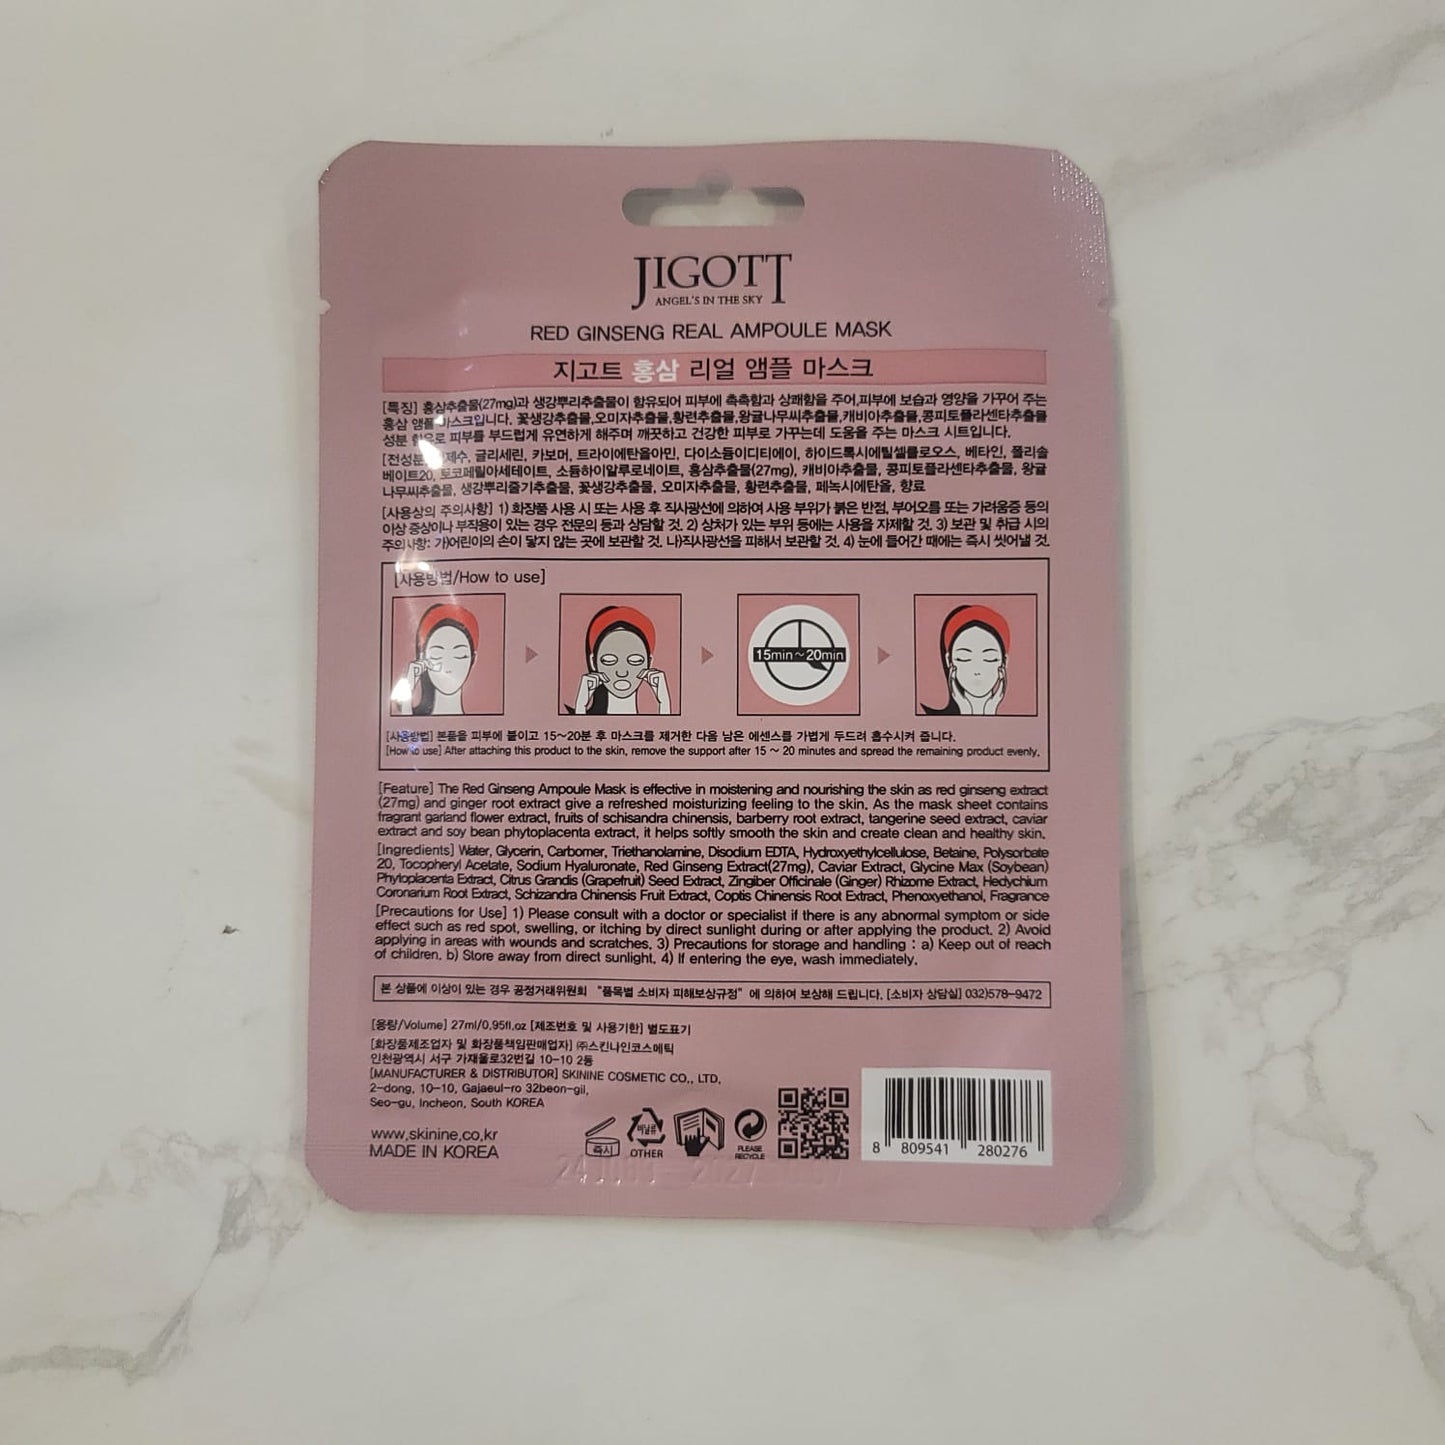 JIGOTT
ANGEL'S IN THE SKY
RED GINSENG REAL AMPOULE MASK
지고트 홍삼 리얼 앰플 마스크
[특징] 홍삼추출물(27mg)과 생강뿌리추출물이 함유되어 피부에 촉촉함과 상쾌함을 주어,피부에 보습과 영양을 가꾸어 주는
홍삼 앰플 마스크입니다. 꽃생강추출물,오미자추출물,황련추출물,왕귤나무씨추출물,캐비아추출물,콩피토플라센타추출물
성분 으로 피부를 부드럽게 유연하게 해주며 깨끗하고 건강한 피부로 가꾸는데 도움을 주는 마스크 시트입니다.
[전성분 제수, 글리세린, 카보머, 트라이에탄올아민, 다이소듐이디티에이, 하이드록시에틸셀룰로오스, 베타인, 폴리솔
베이트20, 토코페릴아세테이트, 소듐하이알루로네이트, 홍삼추출물(27mg), 캐비아추출물, 콩피토플라센타추출물, 왕귤
나무씨추출물, 생강뿌리줄기추출물, 꽃생강추출물, 오미자추출물, 황련추출물, 페녹시에탄올, 향료
[사용상의 주의사항] 1) 화장품 사용 시 또는 사용 후 직사광선에 의하여 사용 부위가 붉은 반점, 부어오름 또는 가려움증 등의
이상 증상이나 부작용이 있는 경우 전문의 등과 상담할 것. 2) 상처가 있는 부위 등에는 사용을 자제할 것. 3) 보관 및 취급 시의
주의사항: 가)어린이의 손이 닿지 않는 곳에 보관할 것. 나)직사광선을 피해서 보관할 것. 4) 눈에 들어간 때에는 즉시 씻어낼 것.
[사용방법/How to use]
15min~20min
[사용방법] 본품을 피부에 붙이고 15~20분 후 마스크를 제거한 다음 남은 에센스를 가볍게 두드려 흡수시켜 줍니다.
[How to use] After attaching this product to the skin, remove the support after 15 ~ 20 minutes and spread the remaining product evenly.
[Feature] The Red Ginseng Ampoule Mask is effective in moistening and nourishing the skin as red ginseng extract
(27mg) and ginger root extract give a refreshed moisturizing feeling to the skin. As the mask sheet contains
fragrant garland flower extract, fruits of schisandra chinensis, barberry root extract, tangerine seed extract, caviar
extract and soy bean phytoplacenta extract, it helps softly smooth the skin and create clean and healthy skin.
[Ingredients] Water, Glycerin, Carbomer, Triethanolamine, Disodium EDTA, Hydroxyethylcellulose, Betaine, Polysorbate
20, Tocopheryl Acetate, Sodium Hyaluronate, Red Ginseng Extract(27mg), Caviar Extract, Glycine Max (Soybean)
Phytoplacenta Extract, Citrus Grandis (Grapefruit) Seed Extract, Zingiber Officinale (Ginger) Rhizome Extract, Hedychium
Coronarium Root Extract, Schizandra Chinensis Fruit Extract, Coptis Chinensis Root Extract, Phenoxyethanol, Fragrance
[Precautions for Use] 1) Please consult with a doctor or specialist if there is any abnormal symptom or side
effect such as red spot, swelling, or itching by direct sunlight during or after applying the product. 2) Avoid
applying in areas with wounds and scratches. 3) Precautions for storage and handling : a) Keep out of reach
of children. b) Store away from direct sunlight. 4) If entering the eye, wash immediately.
본 상품에 이상이 있는 경우 공정거래위원회 "품목별 소비자 피해보상규정" 에 의하여 보상해 드립니다. [소비자 상담실] 032)578-9472
[용량/Volume] 27ml/0.95fl.oz [제조번호 및 사용기한] 별도표기
[화장품제조업자 및 화장품책임판매업자] ㈜스킨나인코스메틱
인천광역시 서구 가재울로32번길 10-10 2동
[MANUFACTURER & DISTRIBUTOR] SKININE COSMETIC CO., LTD.
2-dong, 10-10, Gajaeul-ro 32beon-gil,
Seo-gu, Incheon, South KOREA
www.skinine.co.kr
MADE IN KOREA
즉시
비닐류
OTHER
PLEASE
RECYCLE
8 809541 280276